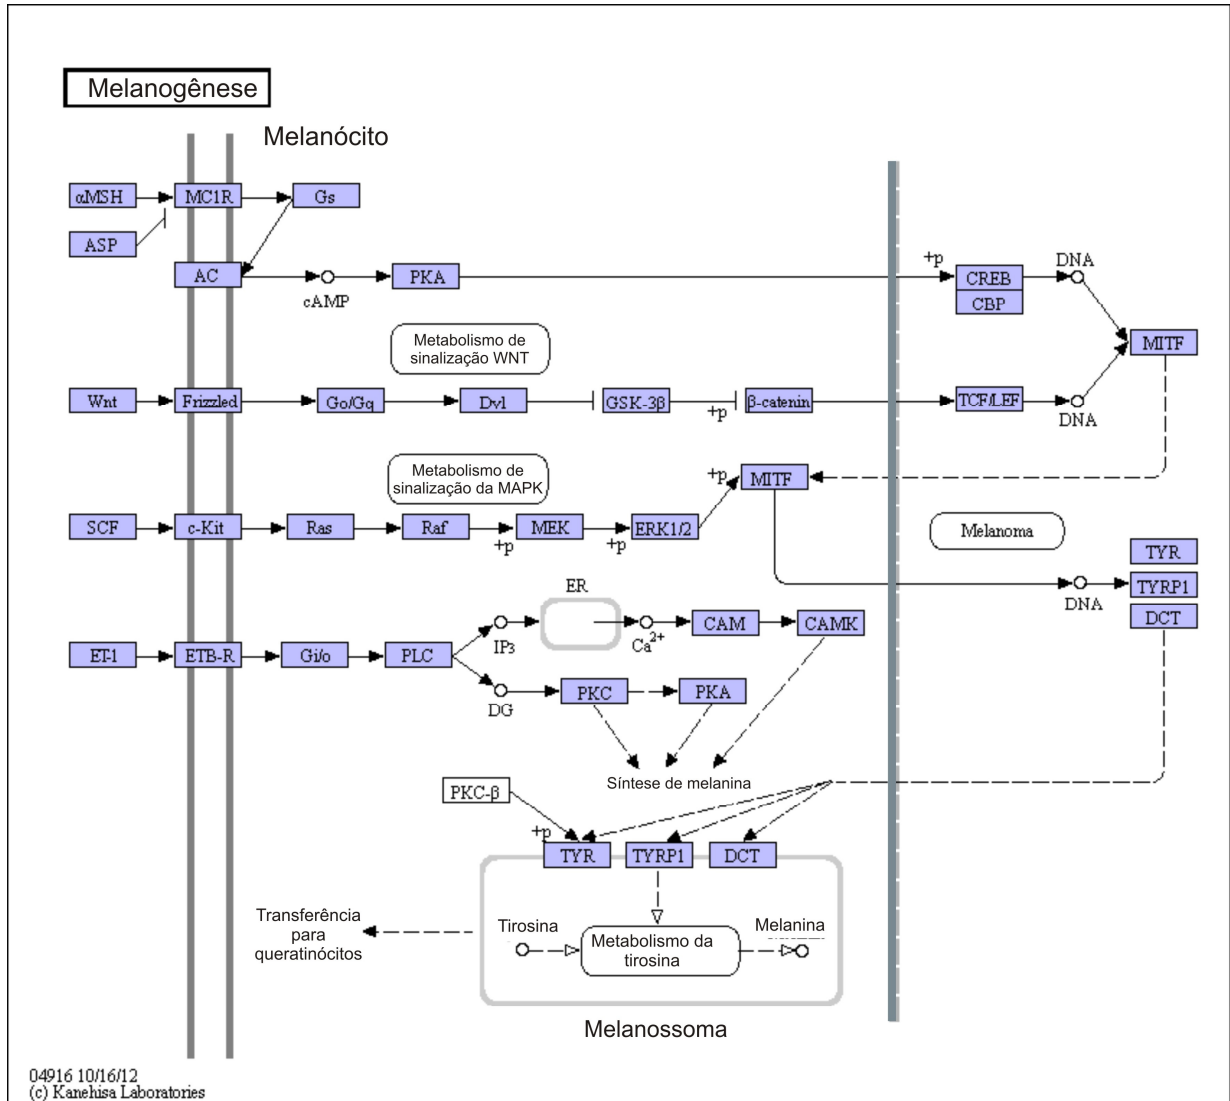 Melanogênese
Melanócito
αMSH
MC1R
Gs
ASP
AC
cAMP
PKA
+p
CREB
CBP
DNA
MITF
Metabolismo de
sinalização WNT
Wnt
Frizzled
Go/Gq
Dvl
GSK-3β
+p
β-catenin
TCF/LEF
DNA
Metabolismo de
sinalização da MAPK
+p
MITF
SCF
c-Kit
Ras
Raf
+p
MEK
+p
ERK1/2
Melanoma
TYR
TYRP1
DCT
DNA
ER
IP3
Ca2+
CAM
CAMK
ET-1
ETB-R
Gi/o
PLC
DG
PKC
PKA
Síntese de melanina
PKC-β
+p
TYR
TYRP1
DCT
Transferência
para
queratinócitos
Tirosina
Metabolismo da
tirosina
Melanina
Melanossoma
04916 10/16/12
(c) Kanehisa Laboratories